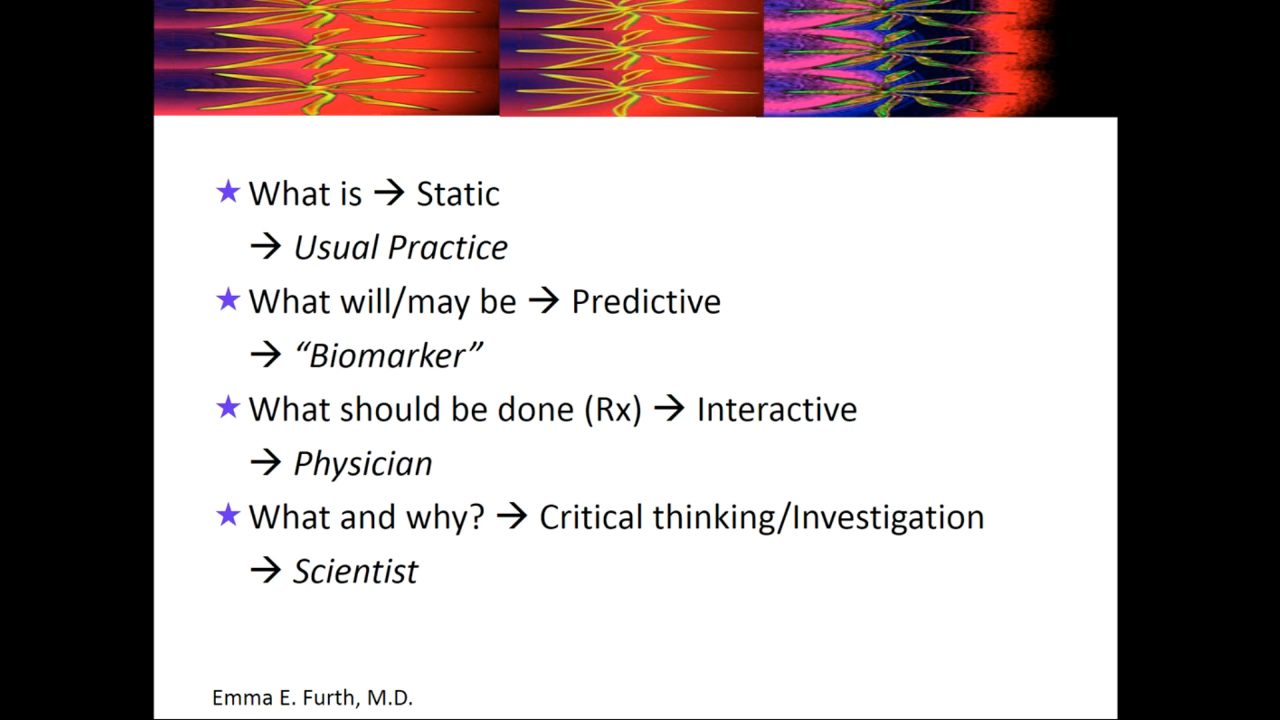 ★ What is → Static
→ Usual Practice
★ What will/may be → Predictive
→ “Biomarker”
★ What should be done (Rx) → Interactive
→ Physician
★ What and why? → Critical thinking/Investigation
→ Scientist
Emma E. Furth, M.D.